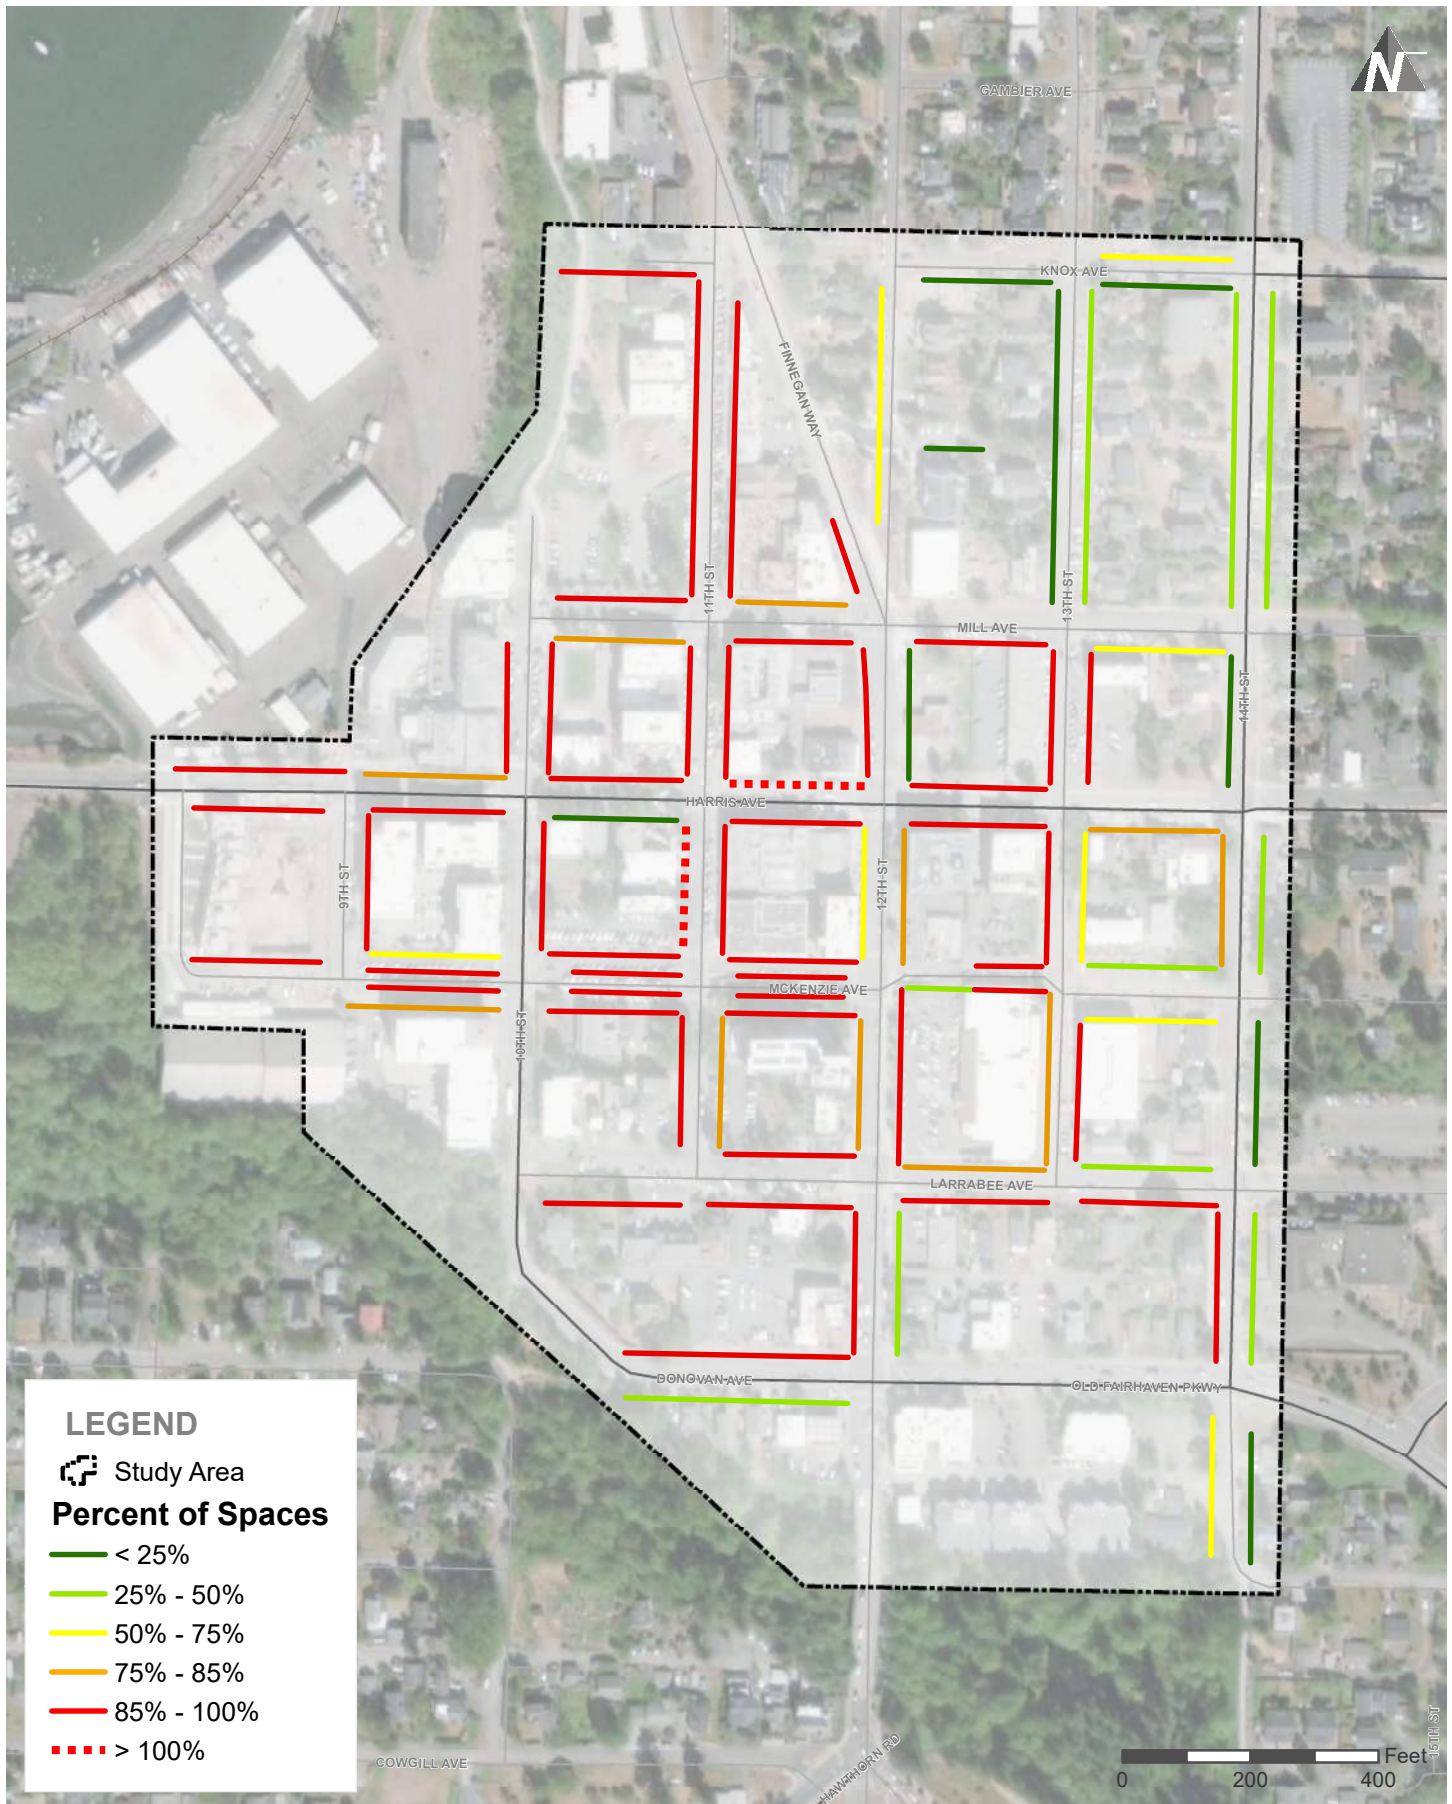 N
GAMBIER AVE
KNOX AVE
FINNEGAN WAY
11TH ST
13TH ST
MILL AVE
14TH ST
HARRIS AVE
9TH ST
12TH ST
MCKENZIE AVE
10TH ST
LARRABEE AVE
DONOVAN AVE
OLD FAIRHAVEN PKWY
LEGEND
Study Area
Percent of Spaces
< 25%
25% - 50%
50% - 75%
75% - 85%
85% - 100%
> 100%
COWGILL AVE
HAWTHORN RD
15TH ST
Feet
0 200 400